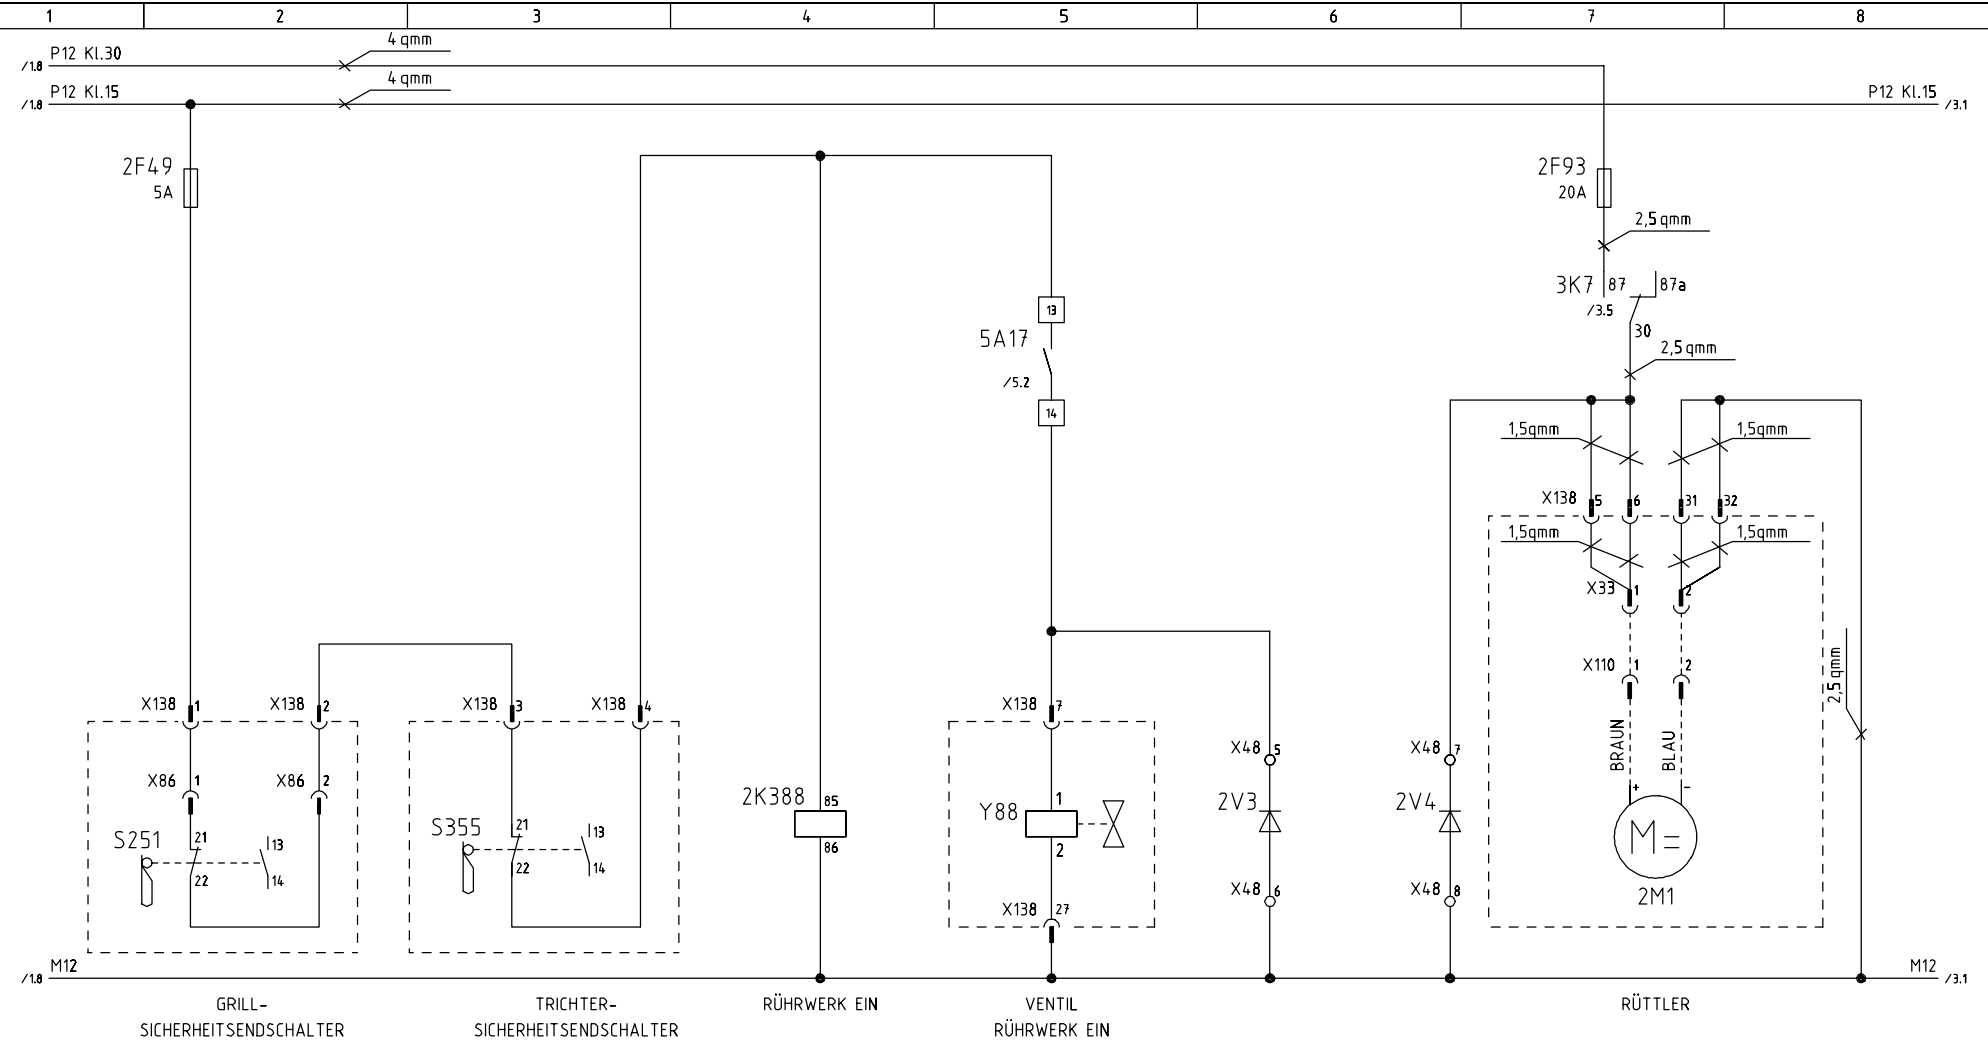 1 2 3 4 5 6 7 8
4 qmm
P12 Kl.30
/1.8
4 qmm
P12 Kl.15
/1.8
P12 Kl.15
/3.1
2F49
5A
2F93
20A
2,5 qmm
3K7 87 87a
/3.5
30
2,5 qmm
13
5A17
/5.2
14
1,5qmm 1,5qmm
X138 5 6 31 32
1,5qmm 1,5qmm
X33 1 2
X110 1 2
2,5 qmm
BRAUN
BLAU
X138 1 X138 2 X138 3 X138 4 X138 7
X48 5 X48 7
X86 1 X86 2
2K388 85
86
Y88 1
2
2V3
2V4
+ -
M=
2M1
S251 21 13
22 14
S355 21 13
22 14
X48 6 X48 8
X138 27
M12
/1.8
M12
/3.1
GRILL-
SICHERHEITSENDSCHALTER
TRICHTER-
SICHERHEITSENDSCHALTER
RÜHRWERK EIN
VENTIL
RÜHRWERK EIN
RÜTTLER